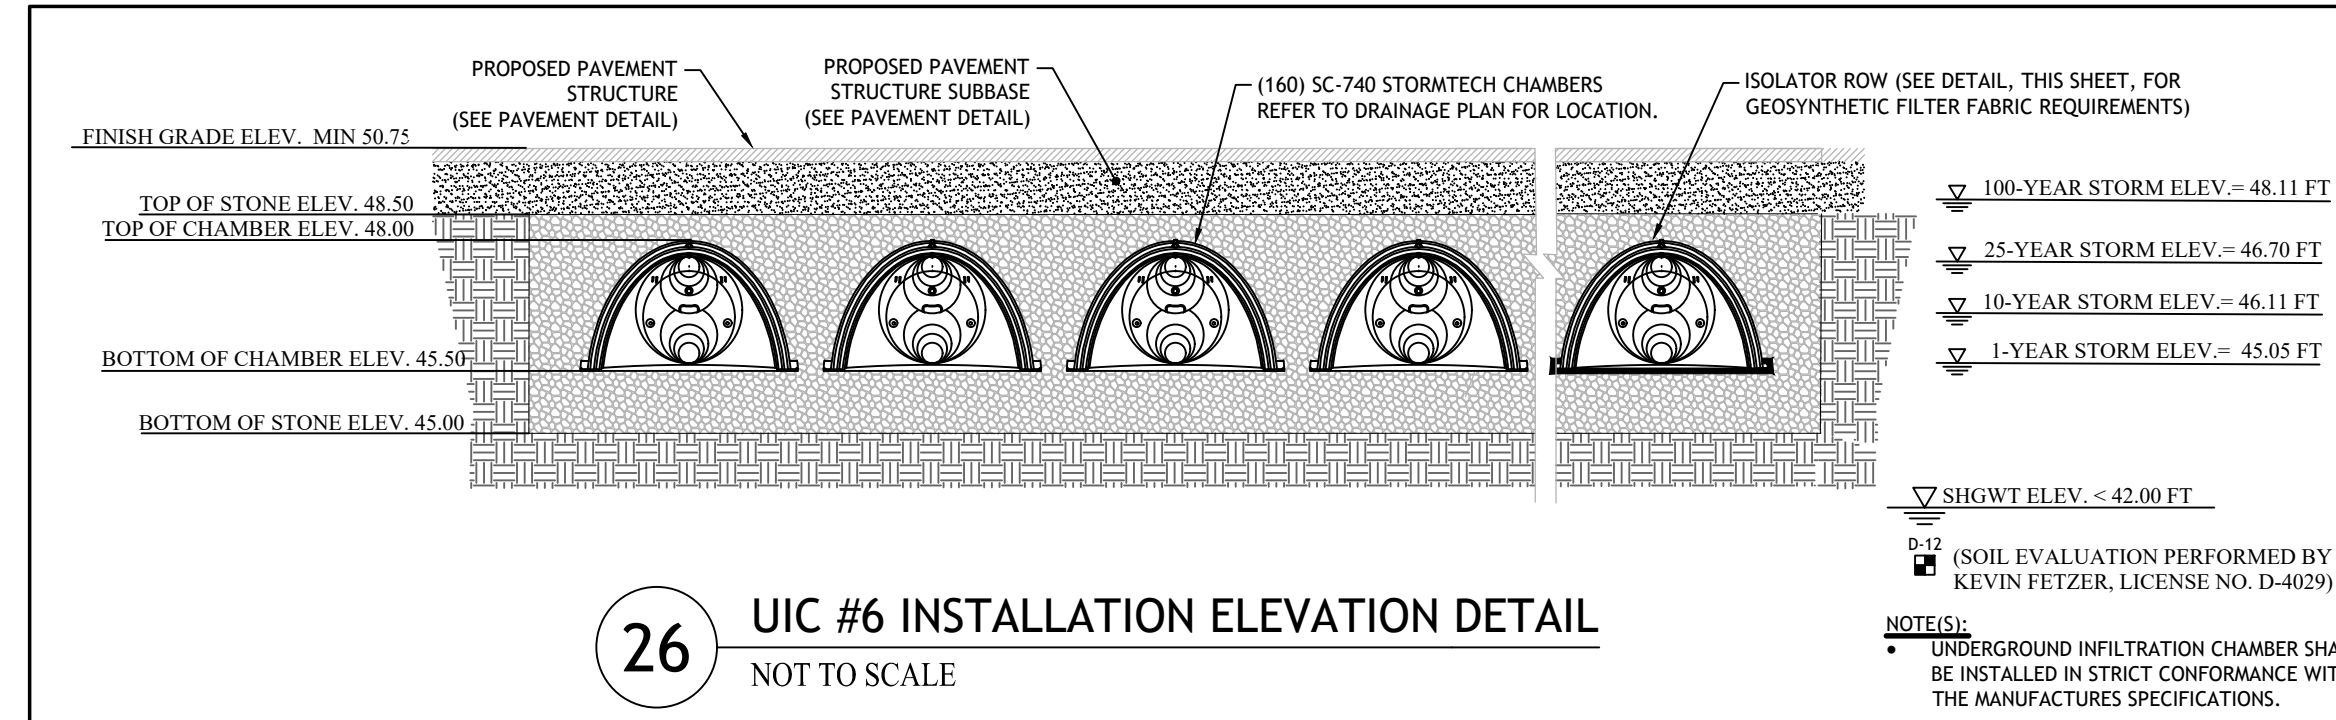 PROPOSED PAVEMENT
STRUCTURE
(SEE PAVEMENT DETAIL)
PROPOSED PAVEMENT
STRUCTURE SUBBASE
(SEE PAVEMENT DETAIL)
(160) SC-740 STORMTECH CHAMBERS
REFER TO DRAINAGE PLAN FOR LOCATION.
ISOLATOR ROW (SEE DETAIL, THIS SHEET, FOR
GEOSYNTHETIC FILTER FABRIC REQUIREMENTS)
FINISH GRADE ELEV. MIN 50.75
TOP OF STONE ELEV. 48.50
TOP OF CHAMBER ELEV. 48.00
BOTTOM OF CHAMBER ELEV. 45.50
BOTTOM OF STONE ELEV. 45.00
100-YEAR STORM ELEV.= 48.11 FT
25-YEAR STORM ELEV.= 46.70 FT
10-YEAR STORM ELEV.= 46.11 FT
1-YEAR STORM ELEV.= 45.05 FT
SHGWT ELEV. < 42.00 FT
D-12
(SOIL EVALUATION PERFORMED BY
KEVIN FETZER, LICENSE NO. D-4029)
26
UIC #6 INSTALLATION ELEVATION DETAIL
NOT TO SCALE
NOTE(S):
• UNDERGROUND INFILTRATION CHAMBER
BE INSTALLED IN STRICT CONFORMANCE
THE MANUFACTURES SPECIFICATIONS.